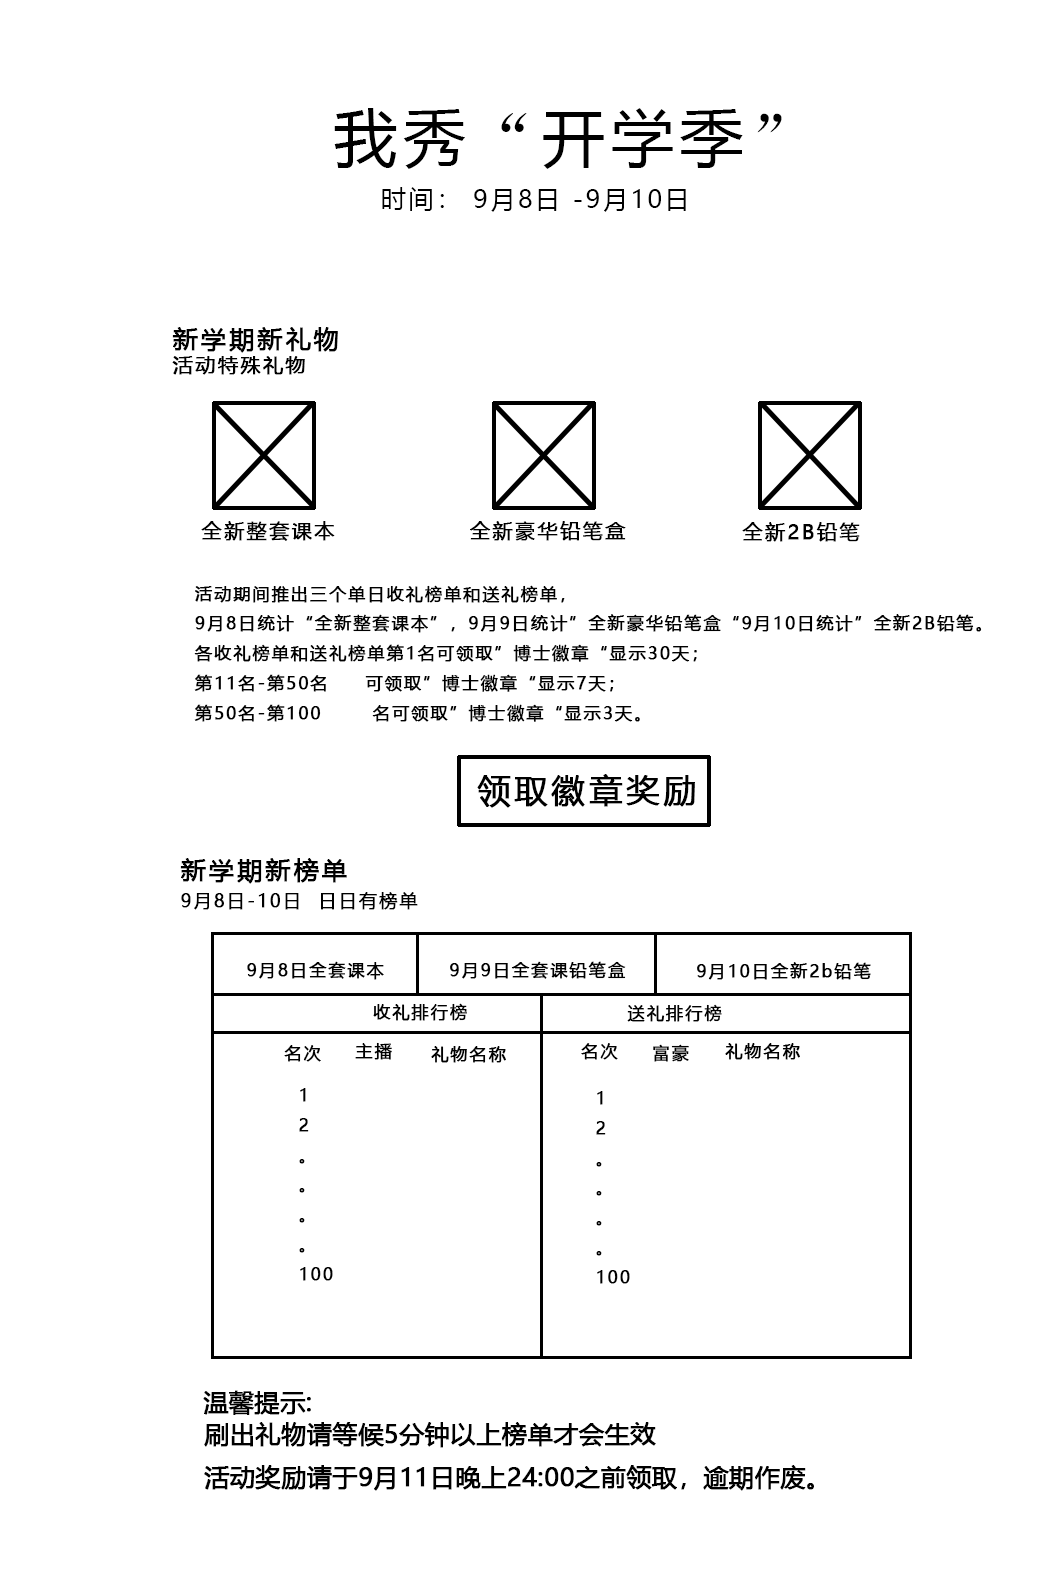 我秀“开学季”
时间： 9月8日 -9月10日
新学期新礼物
活动特殊礼物
全新整套课本 全新豪华铅笔盒 全新2B铅笔
活动期间推出三个单日收礼榜单和送礼榜单，
9月8日统计“全新整套课本”，9月9日统计”全新豪华铅笔盒“9月10日统计”全新2B铅笔。
各收礼榜单和送礼榜单第1名可领取”博士徽章“显示30天；
第11名-第50名 可领取”博士徽章“显示7天；
第50名-第100 名可领取”博士徽章“显示3天。
领取徽章奖励
新学期新榜单
9月8日-10日 日日有榜单
9月8日全套课本 9月9日全套课铅笔盒 9月10日全新2b铅笔
收礼排行榜 送礼排行榜
名次 主播 礼物名称 名次 富豪 礼物名称
1 1
2 2
。 。
。 。
。 。
。 。
100 100
温馨提示:
刷出礼物请等候5分钟以上榜单才会生效
活动奖励请于9月11日晚上24:00之前领取，逾期作废。